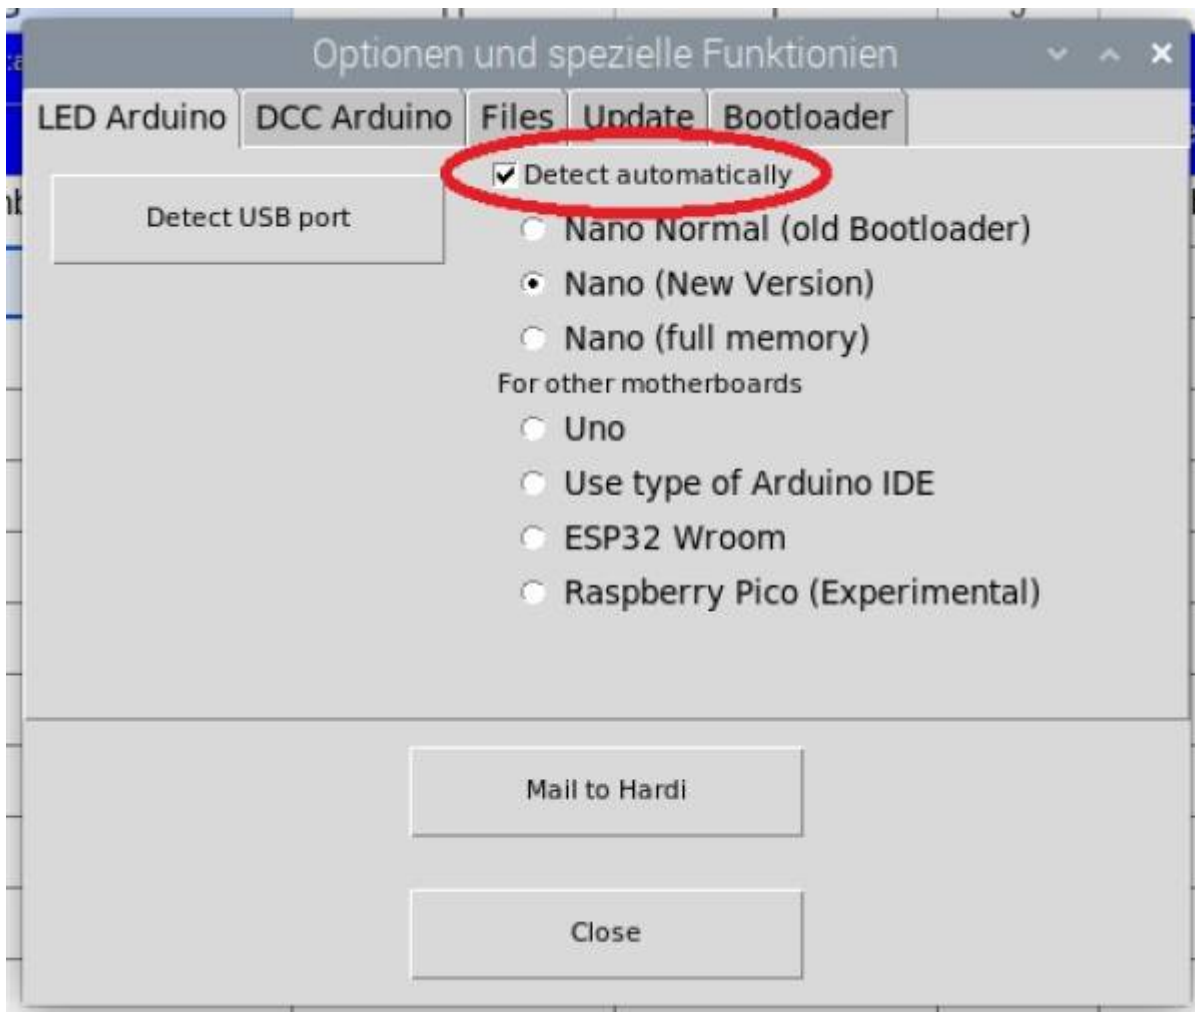 Optionen und spezielle Funktionien
LED Arduino DCC Arduino Files Update Bootloader
Detect automatically
Detect USB port
Nano Normal (old Bootloader)
Nano (New Version)
Nano (full memory)
For other motherboards
Uno
Use type of Arduino IDE
ESP32 Wroom
Raspberry Pico (Experimental)
Mail to Hardi
Close